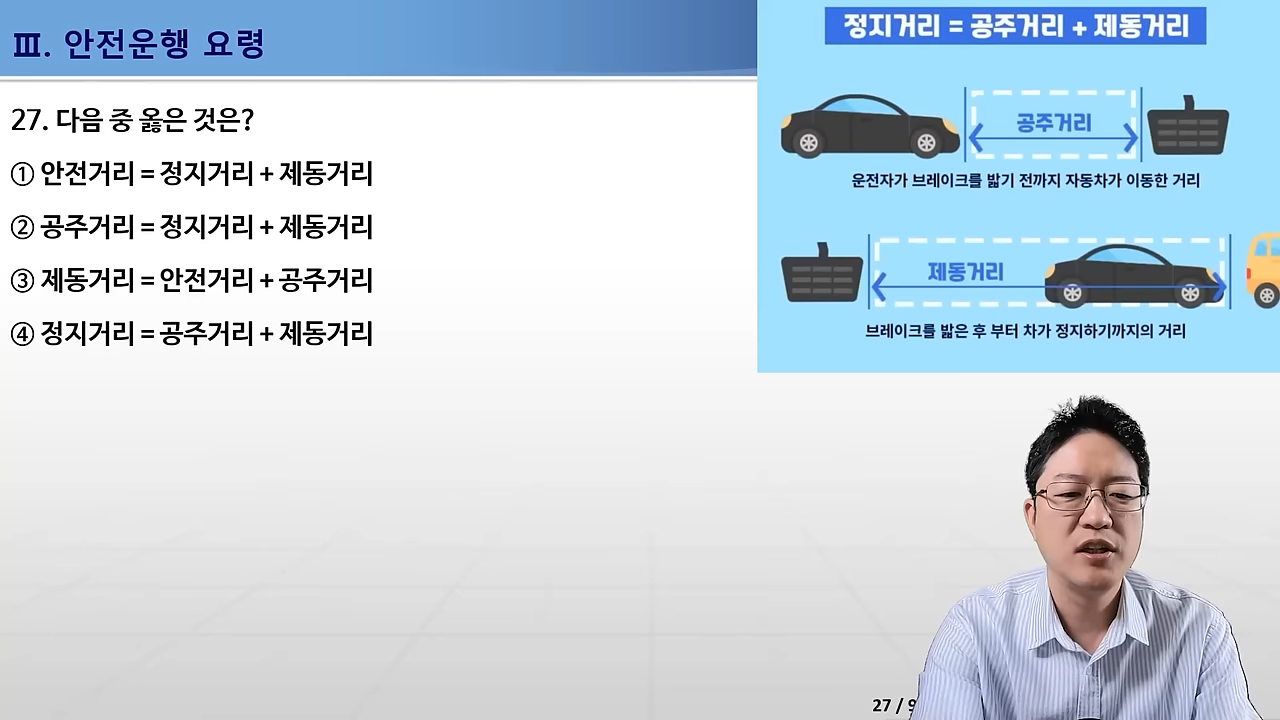 Ⅲ. 안전운행 요령
27. 다음 중 옳은 것은?
① 안전거리 = 정지거리 + 제동거리
② 공주거리 = 정지거리 + 제동거리
③ 제동거리 = 안전거리 + 공주거리
④ 정지거리 = 공주거리 + 제동거리
정지거리 = 공주거리 + 제동거리
공주거리
운전자가 브레이크를 밟기 전까지 자동차가 이동한 거리
제동거리
브레이크를 밟은 후 부터 차가 정지하기까지의 거리
27 /